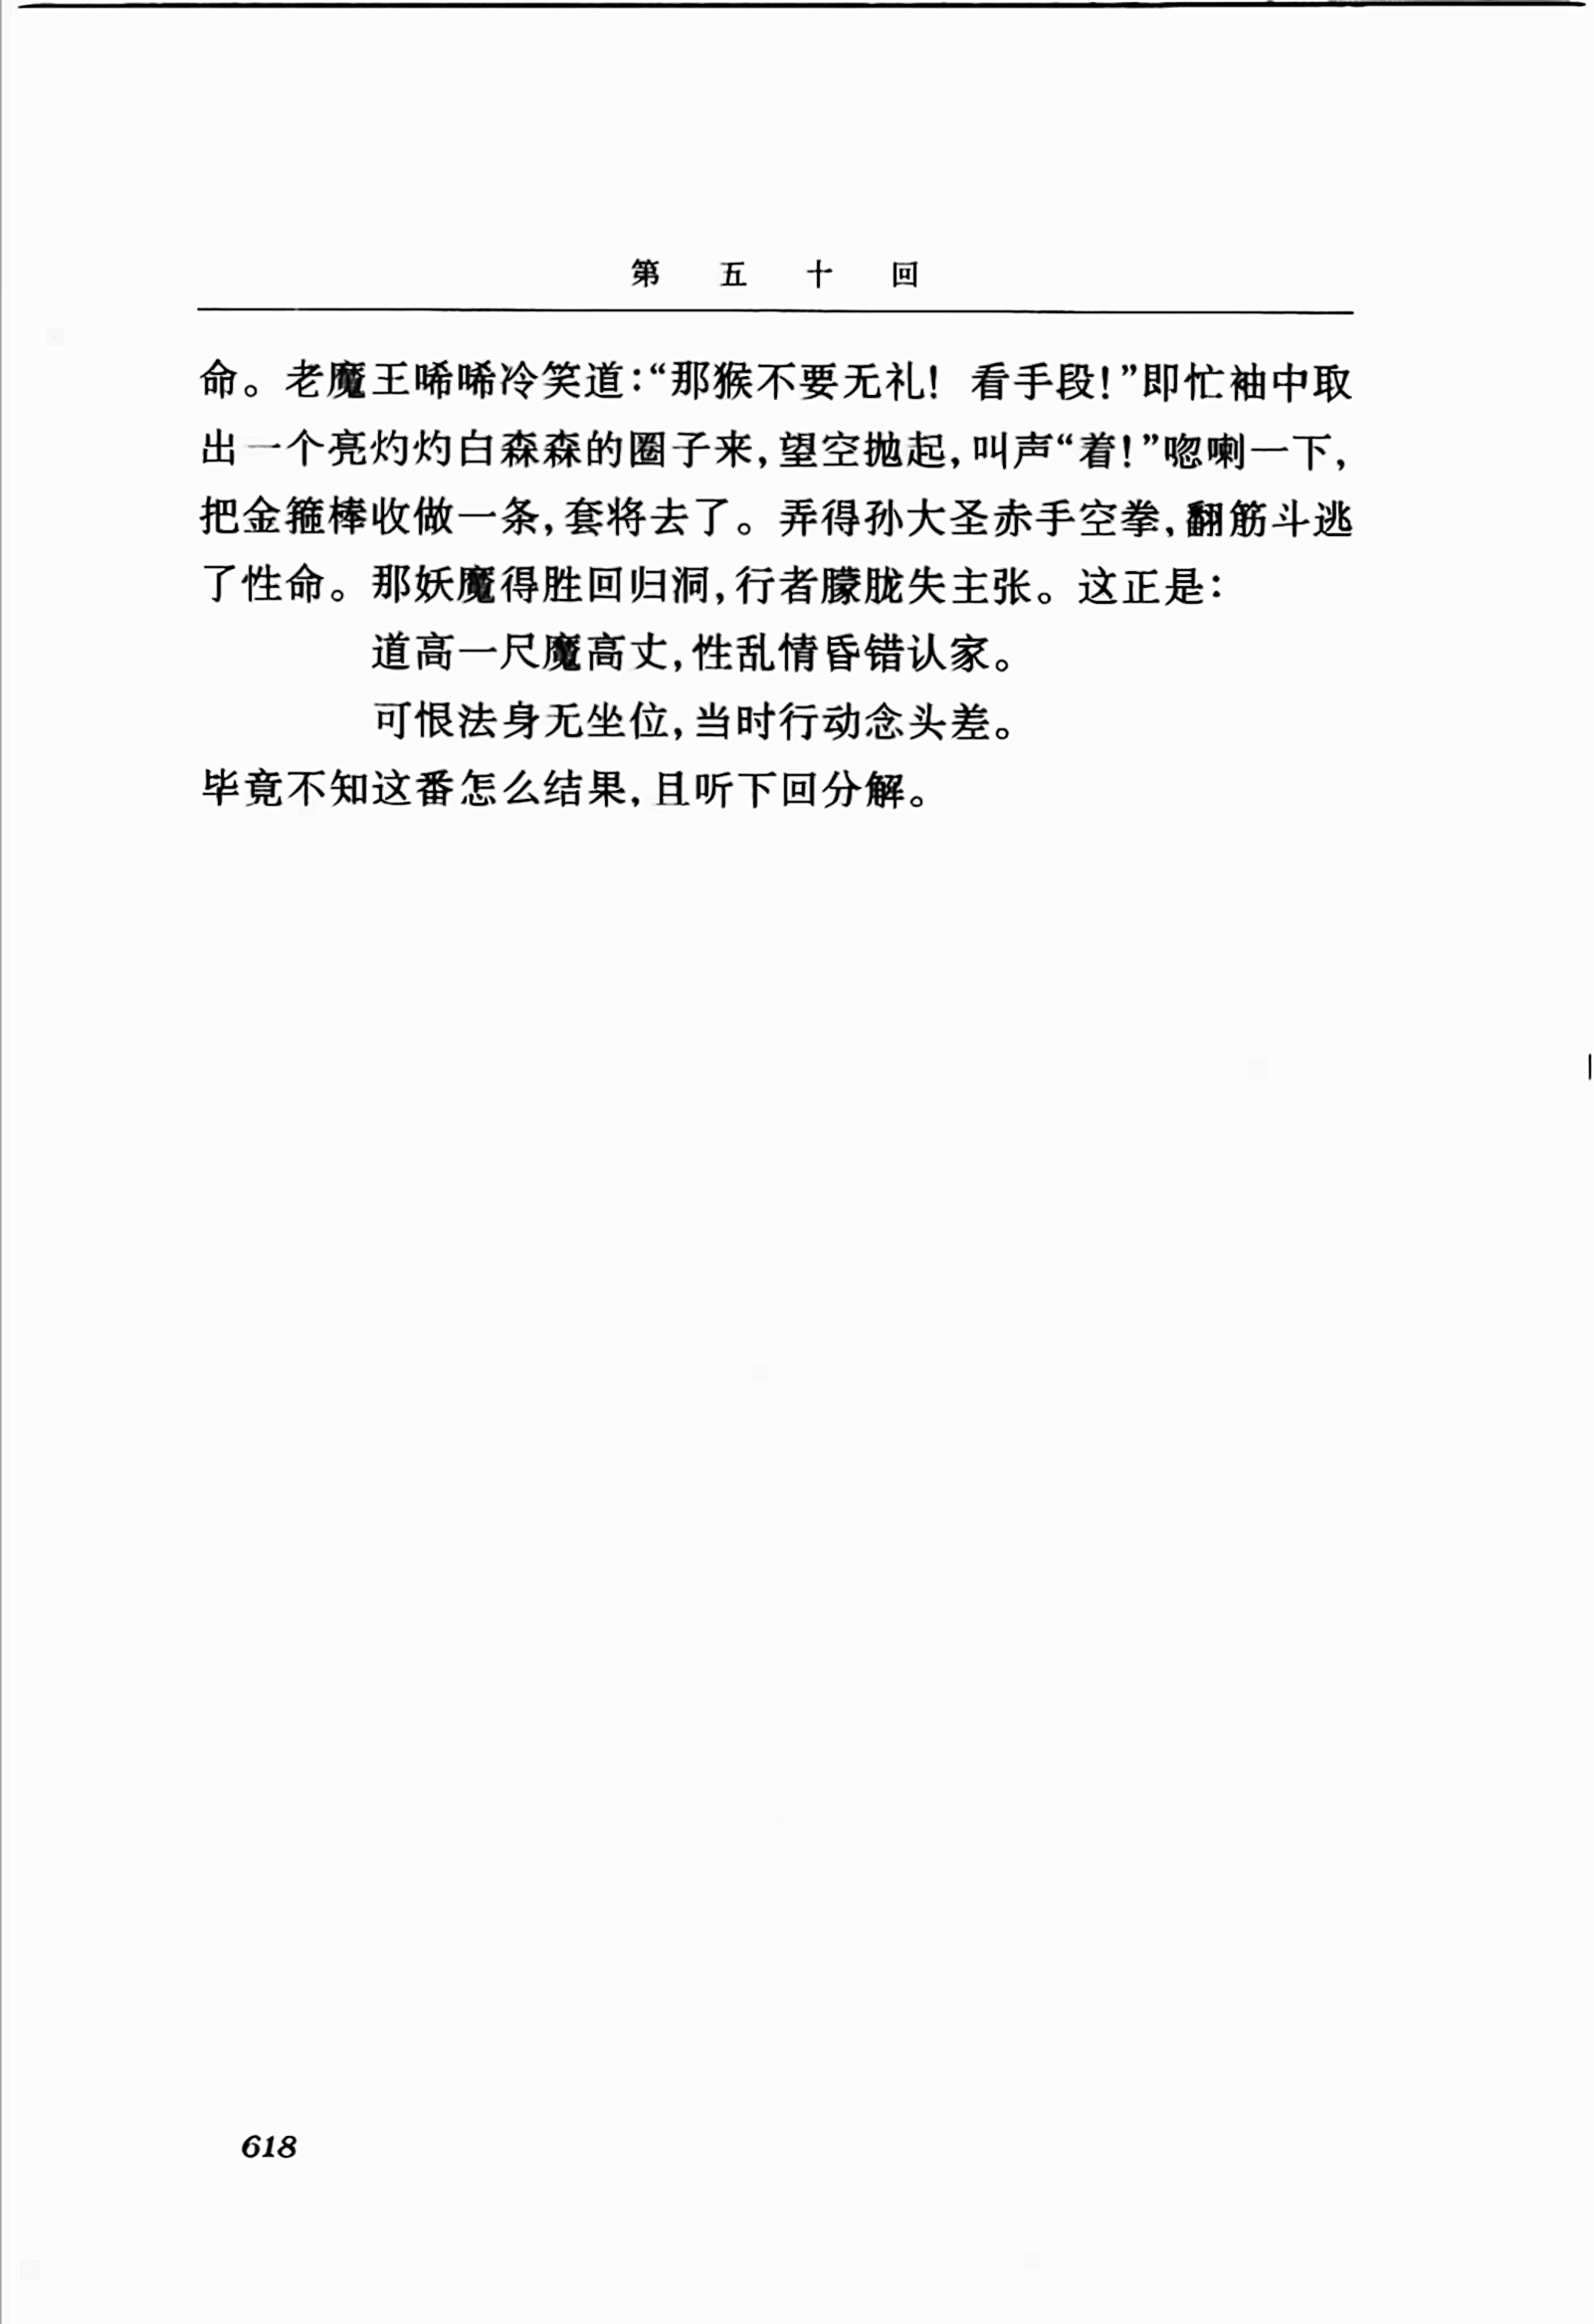 第五十回
命。老魔王唏唏冷笑道：“那猴不要无礼！看手段！”即忙袖中取
出一个亮灼灼白森森的圈子来，望空抛起，叫声“着！”唿喇一下，
把金箍棒收做一条，套将去了。弄得孙大圣赤手空拳，翻筋斗逃
了性命。那妖魔得胜回归洞，行者朦胧失主张。这正是：
道高一尺魔高丈，性乱情昏错认家。
可恨法身无坐位，当时行动念头差。
毕竟不知这番怎么结果，且听下回分解。
618